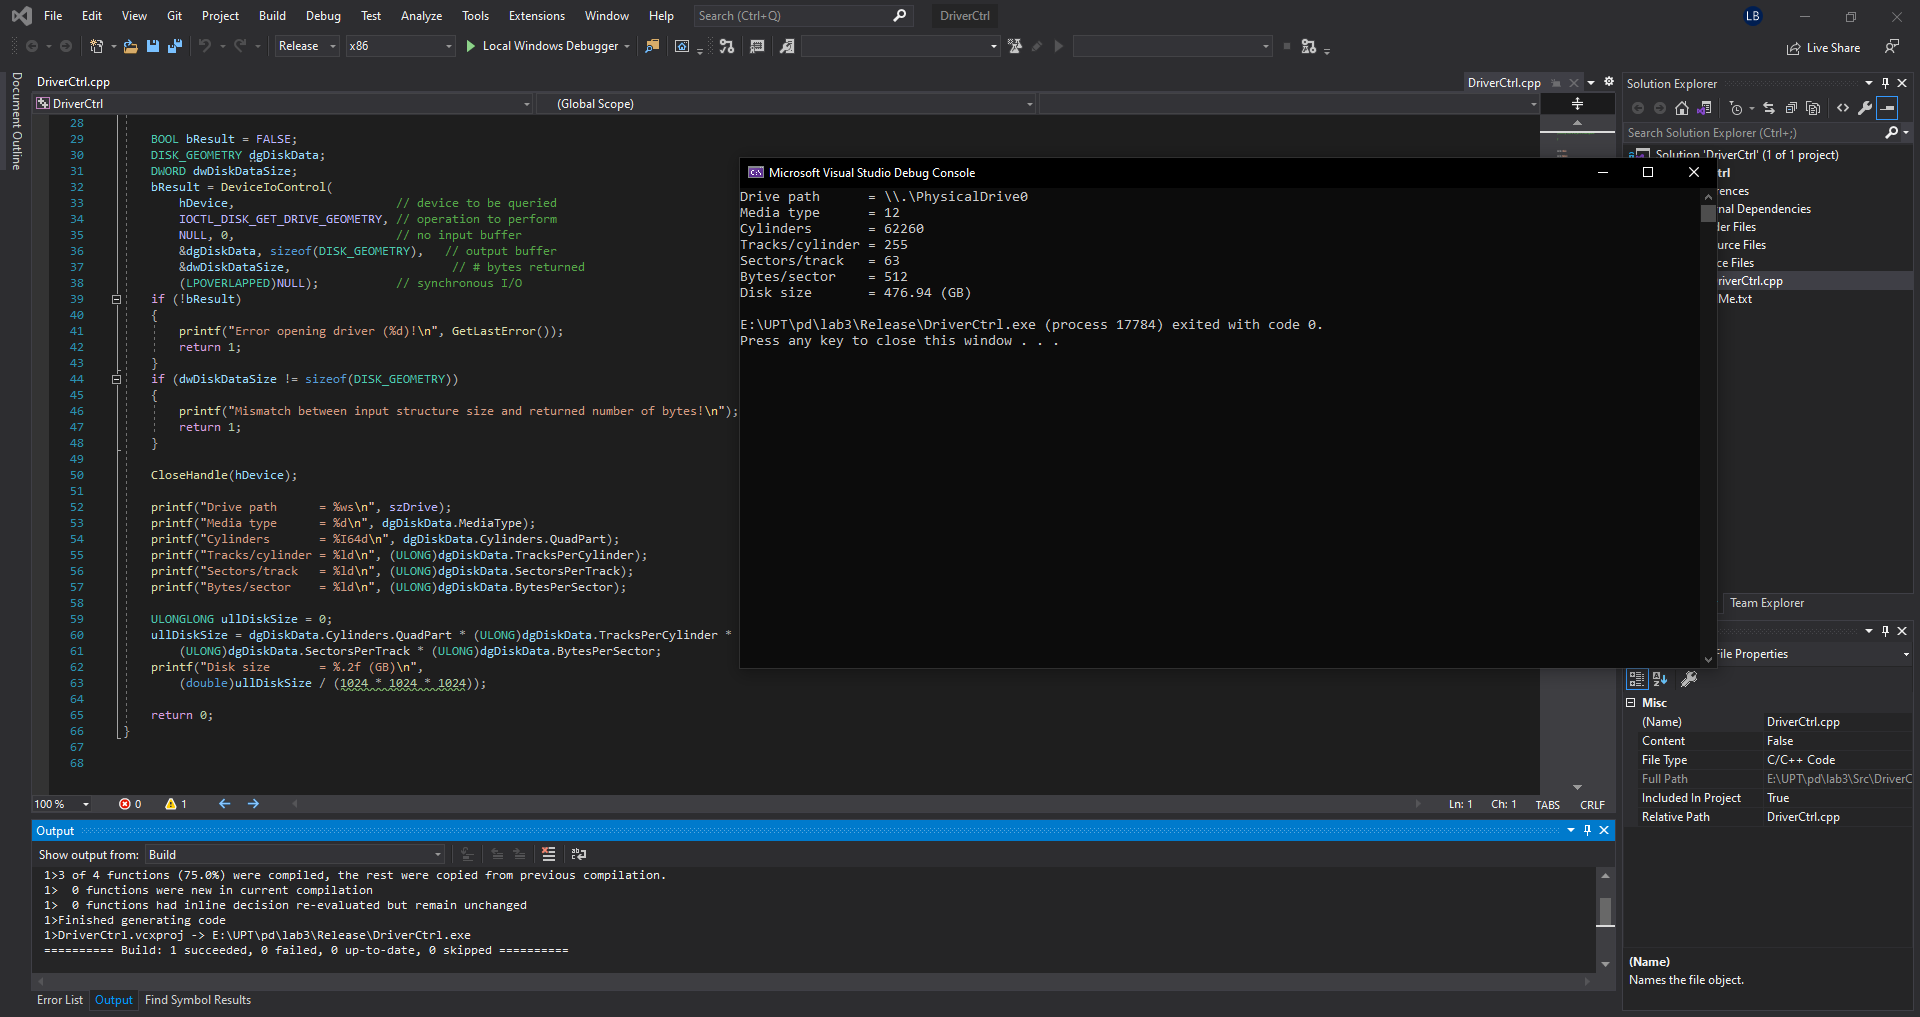 File Edit View Git Project Build Debug Test Analyze Tools Extensions Window Help Search (Ctrl+Q) DriverCtrl LB
Release x86 Local Windows Debugger Live Share
Document Outline
DriverCtrl.cpp DriverCtrl.cpp
DriverCtrl (Global Scope)
28
29 BOOL bResult = FALSE;
30 DISK_GEOMETRY dgDiskData;
31 DWORD dwDiskDataSize;
32 bResult = DeviceIoControl(
33 hDevice, // device to be queried
34 IOCTL_DISK_GET_DRIVE_GEOMETRY, // operation to perform
35 NULL, 0, // no input buffer
36 &dgDiskData, sizeof(DISK_GEOMETRY), // output buffer
37 &dwDiskDataSize, // # bytes returned
38 (LPOVERLAPPED)NULL); // synchronous I/O
39 if (!bResult)
40 {
41 printf("Error opening driver (%d)!\n", GetLastError());
42 return 1;
43 }
44 if (dwDiskDataSize != sizeof(DISK_GEOMETRY))
45 {
46 printf("Mismatch between input structure size and returned number of bytes!\n");
47 return 1;
48 }
49
50 CloseHandle(hDevice);
51
52 printf("Drive path = %ws\n", szDrive);
53 printf("Media type = %d\n", dgDiskData.MediaType);
54 printf("Cylinders = %I64d\n", dgDiskData.Cylinders.QuadPart);
55 printf("Tracks/cylinder = %ld\n", (ULONG)dgDiskData.TracksPerCylinder);
56 printf("Sectors/track = %ld\n", (ULONG)dgDiskData.SectorsPerTrack);
57 printf("Bytes/sector = %ld\n", (ULONG)dgDiskData.BytesPerSector);
58
59 ULONGLONG ullDiskSize = 0;
60 ullDiskSize = dgDiskData.Cylinders.QuadPart * (ULONG)dgDiskData.TracksPerCylinder *
61 (ULONG)dgDiskData.SectorsPerTrack * (ULONG)dgDiskData.BytesPerSector;
62 printf("Disk size = %.2f (GB)\n",
63 (double)ullDiskSize / (1024 * 1024 * 1024));
64
65 return 0;
66 }
67
68
100 % 0 1 Ln: 1 Ch: 1 TABS CRLF
Microsoft Visual Studio Debug Console
Drive path = \\.\PhysicalDrive0
Media type = 12
Cylinders = 62260
Tracks/cylinder = 255
Sectors/track = 63
Bytes/sector = 512
Disk size = 476.94 (GB)
E:\UPT\pd\lab3\Release\DriverCtrl.exe (process 17784) exited with code 0.
Press any key to close this window . . .
Output
Show output from: Build
1>3 of 4 functions (75.0%) were compiled, the rest were copied from previous compilation.
1> 0 functions were new in current compilation
1> 0 functions had inline decision re-evaluated but remain unchanged
1>Finished generating code
1>DriverCtrl.vcxproj -> E:\UPT\pd\lab3\Release\DriverCtrl.exe
========== Build: 1 succeeded, 0 failed, 0 up-to-date, 0 skipped ==========
Error List Output Find Symbol Results
Solution Explorer
Search Solution Explorer (Ctrl+;)
Solution 'DriverCtrl' (1 of 1 project)
trl
ences
nal Dependencies
der Files
urce Files
ce Files
riverCtrl.cpp
Me.txt
Team Explorer
File Properties
Misc
(Name) DriverCtrl.cpp
Content False
File Type C/C++ Code
Full Path E:\UPT\pd\lab3\Src\DriverC
Included In Project True
Relative Path DriverCtrl.cpp
(Name)
Names the file object.